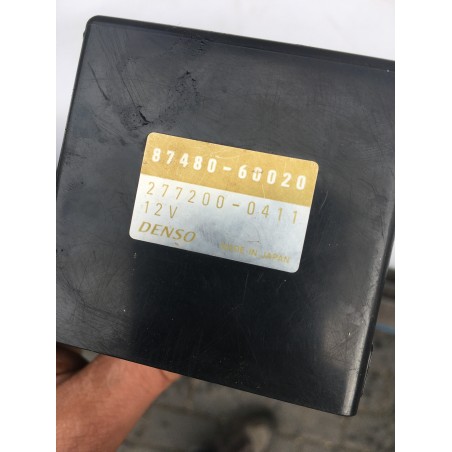 87480-60020
277200-0411
12V
DENSO MADE IN JAPAN